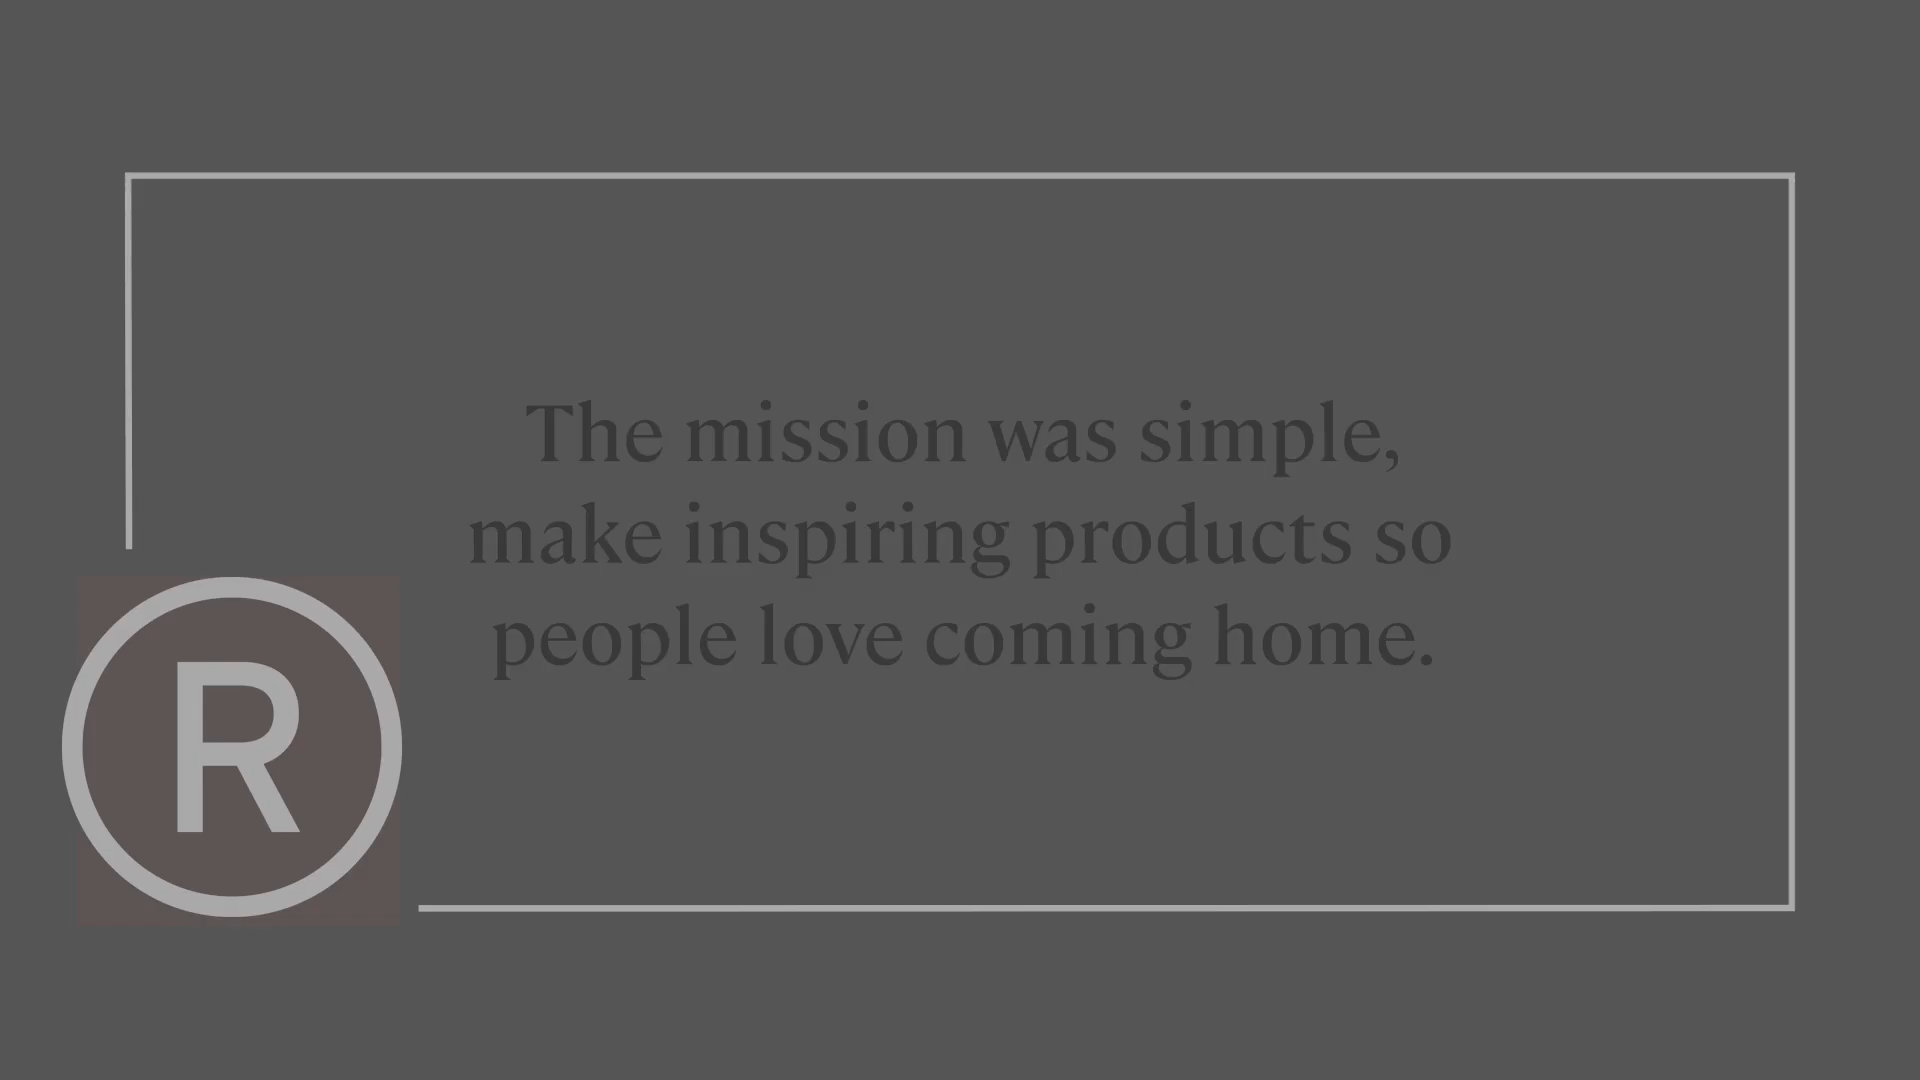 The mission was simple,
make inspiring products so
people love coming home.
R